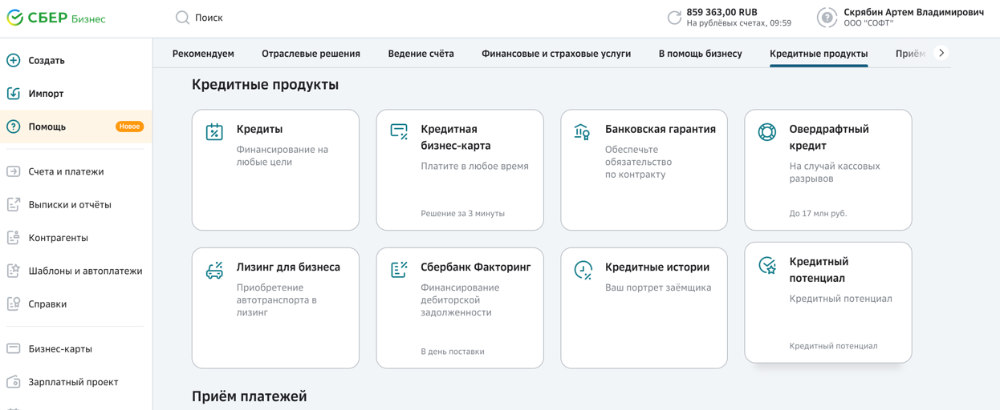 СБЕР Бизнес
Поиск
859 363,00 RUB
На рублёвых счетах, 09:59
Скрябин Артем Владимирович
ООО "СОФТ"
Создать
Импорт
Помощь
Новое
Счета и платежи
Выписки и отчёты
Контрагенты
Шаблоны и автоплатежи
Справки
Бизнес-карты
Зарплатный проект
Рекомендуем
Отраслевые решения
Ведение счёта
Финансовые и страховые услуги
В помощь бизнесу
Кредитные продукты
Приём
Кредитные продукты
Кредиты
Финансирование на
любые цели
Кредитная
бизнес-карта
Платите в любое время
Решение за 3 минуты
Банковская гарантия
Обеспечьте
обязательство
по контракту
Овердрафтный
кредит
На случай кассовых
разрывов
До 17 млн руб.
Лизинг для бизнеса
Приобретение
автотранспорта в
лизинг
Сбербанк Факторинг
Финансирование
дебиторской
задолженности
В день поставки
Кредитные истории
Ваш портрет заёмщика
Кредитный
потенциал
Кредитный потенциал
Кредитный потенциал
Приём платежей